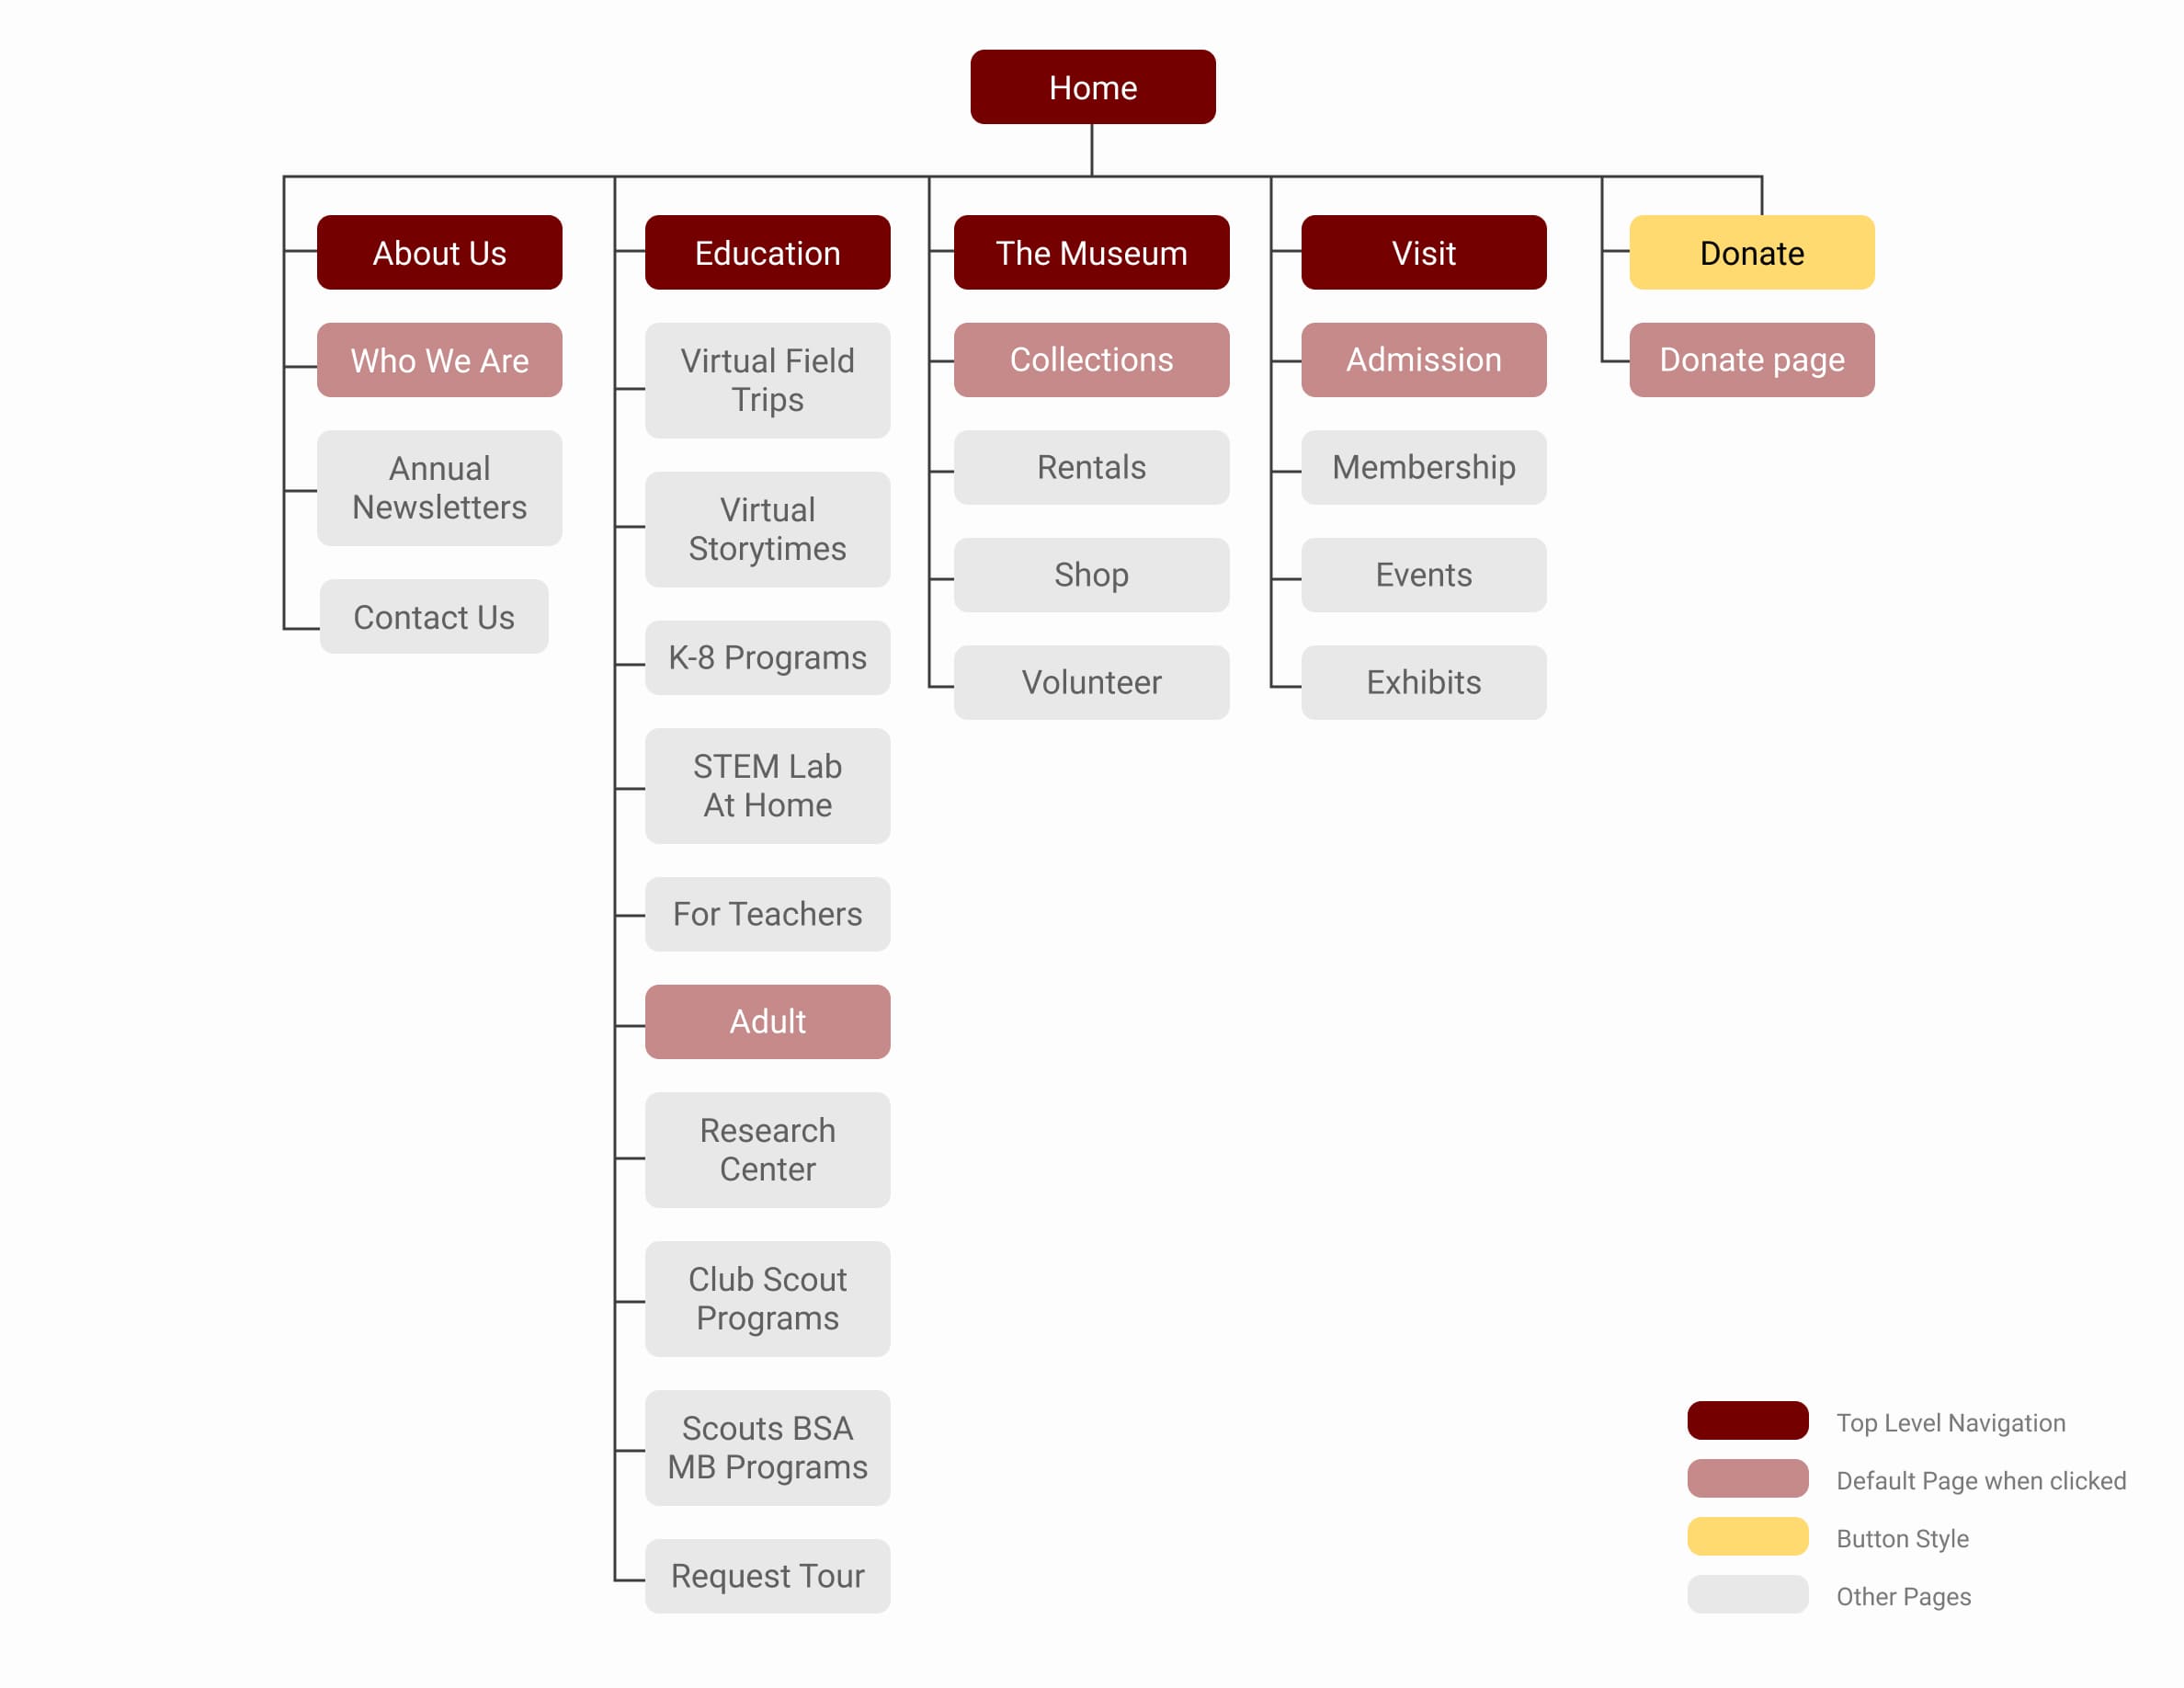 Home
About Us
Who We Are
Annual
Newsletters
Contact Us
Education
Virtual Field
Trips
Virtual
Storytimes
K-8 Programs
STEM Lab
At Home
For Teachers
Adult
Research
Center
Club Scout
Programs
Scouts BSA
MB Programs
Request Tour
The Museum
Collections
Rentals
Shop
Volunteer
Visit
Admission
Membership
Events
Exhibits
Donate
Donate page
Top Level Navigation
Default Page when clicked
Button Style
Other Pages